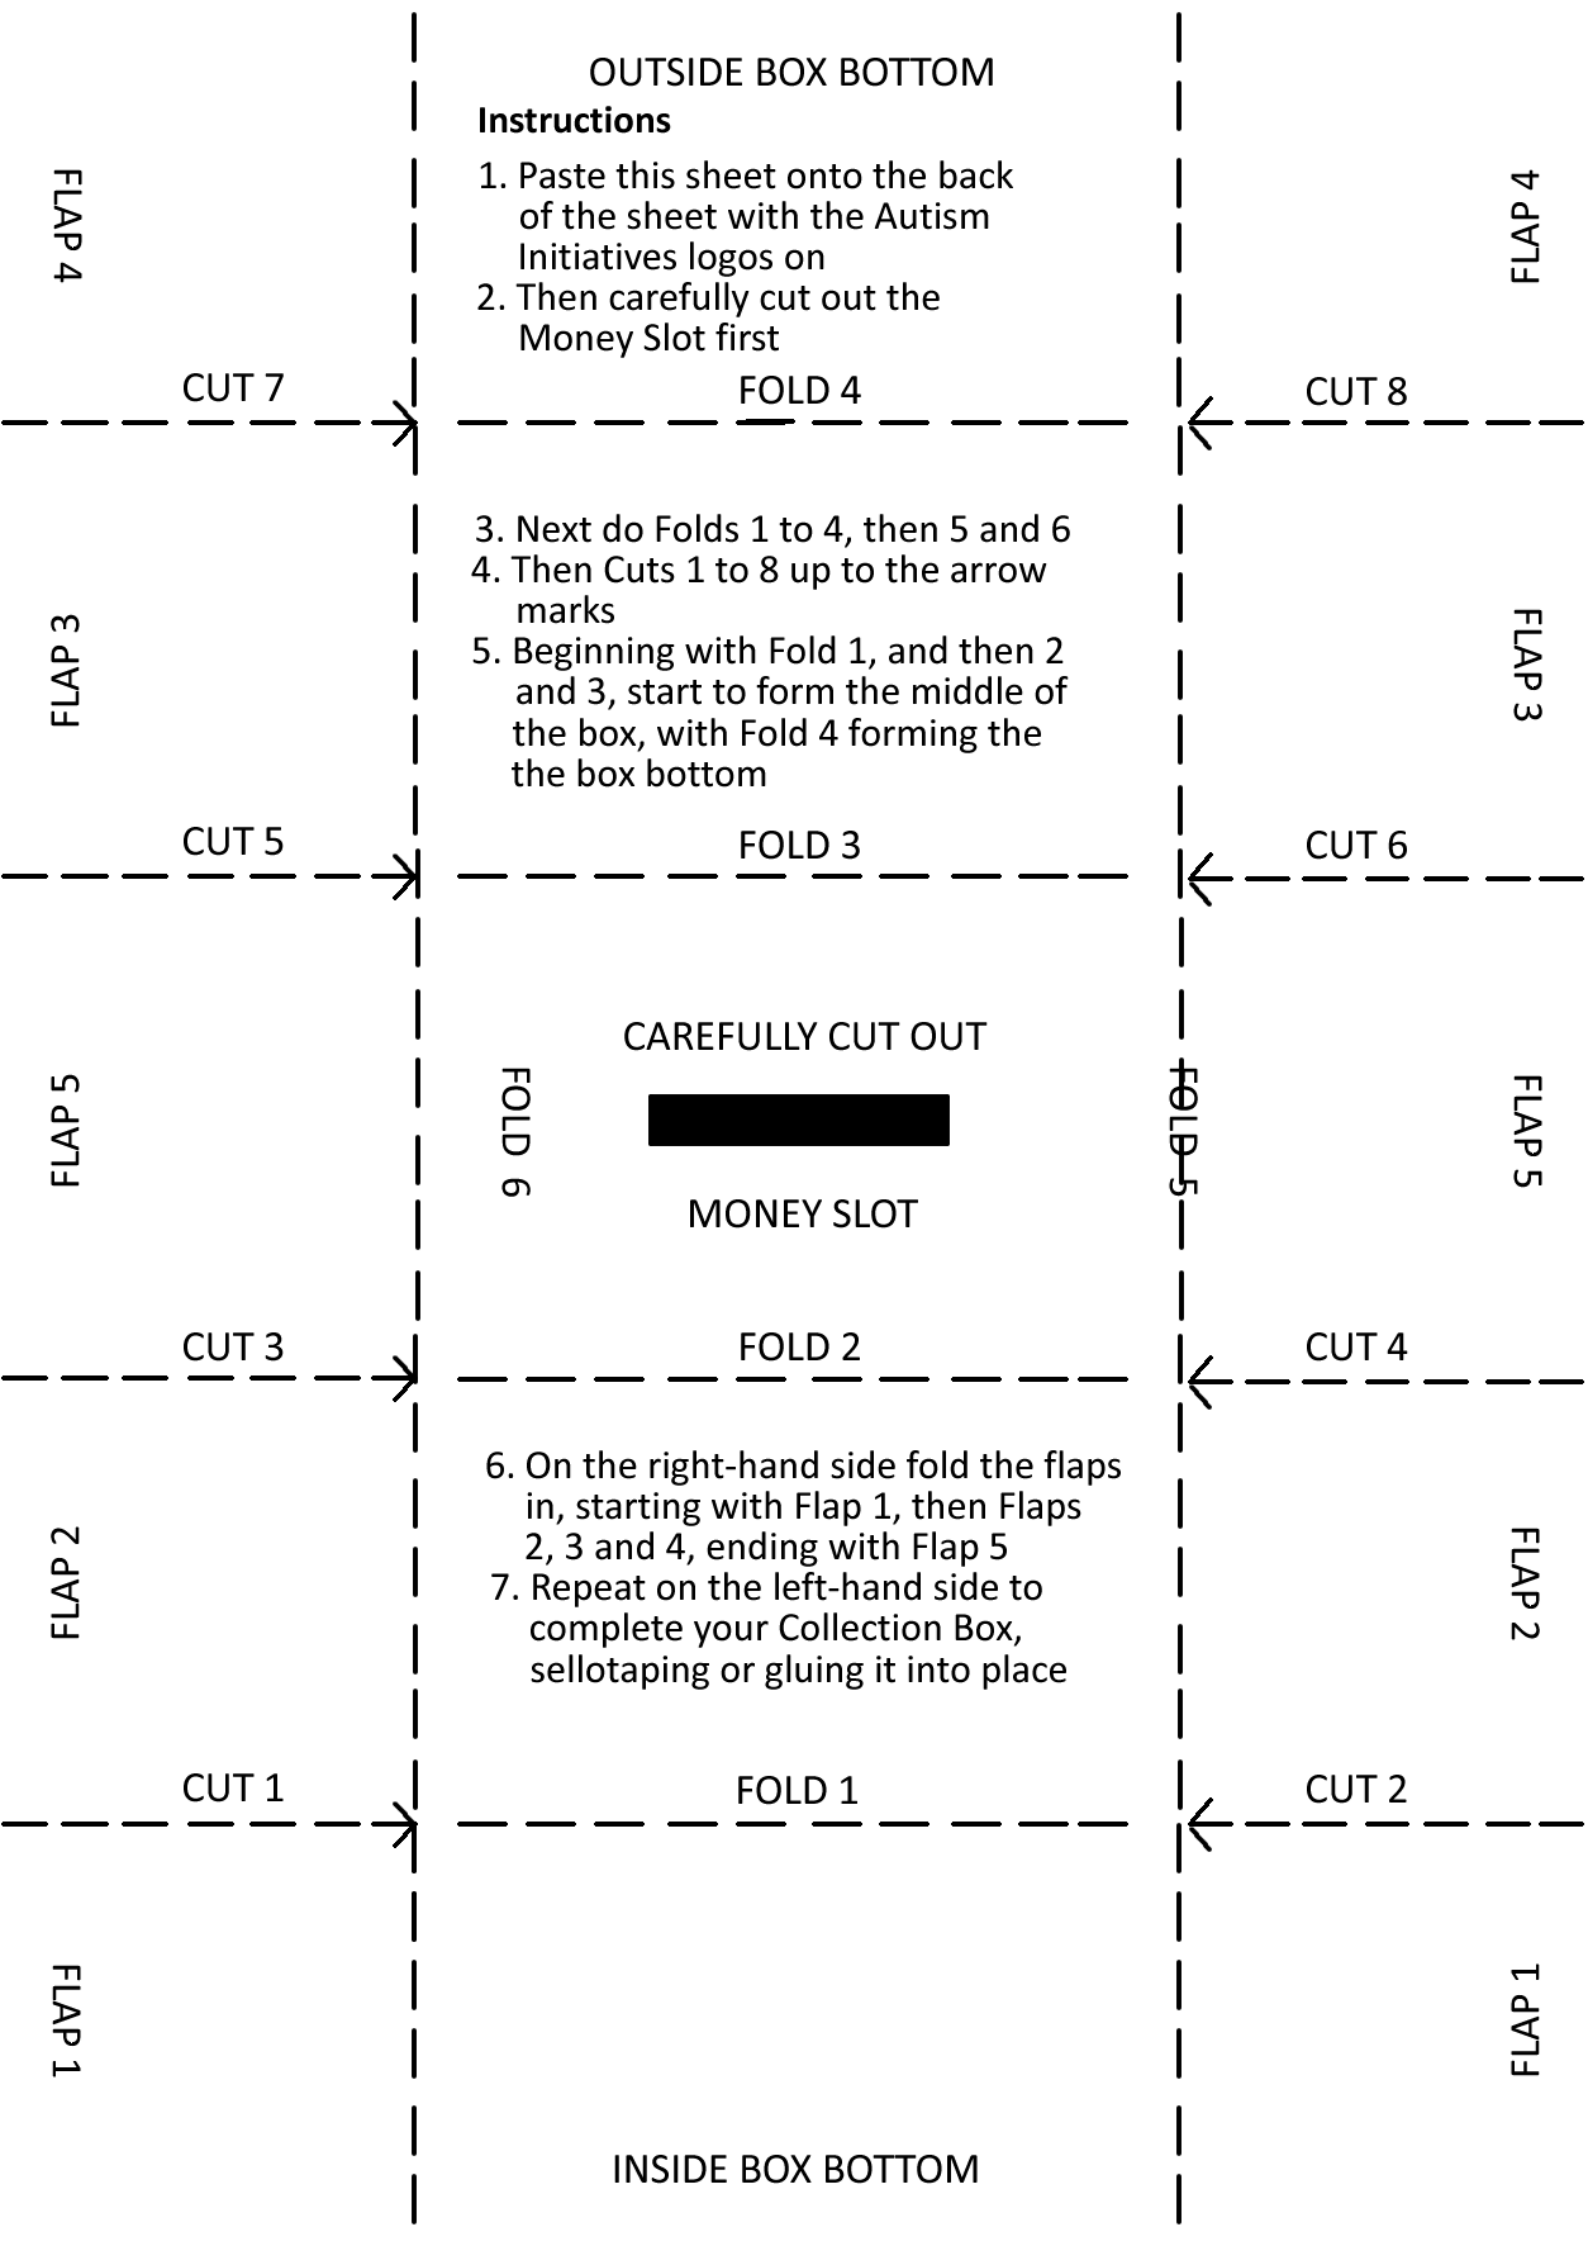 OUTSIDE BOX BOTTOM
Instructions
1. Paste this sheet onto the back
of the sheet with the Autism
Initiatives logos on
2. Then carefully cut out the
Money Slot first
FLAP 4
FLAP 4
CUT 7
FOLD 4
CUT 8
3. Next do Folds 1 to 4, then 5 and 6
4. Then Cuts 1 to 8 up to the arrow
marks
5. Beginning with Fold 1, and then 2
and 3, start to form the middle of
the box, with Fold 4 forming the
the box bottom
FLAP 3
FLAP 3
CUT 5
FOLD 3
CUT 6
CAREFULLY CUT OUT
FLAP 5
FOLD 6
FOLD 5
FLAP 5
MONEY SLOT
CUT 3
FOLD 2
CUT 4
6. On the right-hand side fold the flaps
in, starting with Flap 1, then Flaps
2, 3 and 4, ending with Flap 5
7. Repeat on the left-hand side to
complete your Collection Box,
sellotaping or gluing it into place
FLAP 2
FLAP 2
CUT 1
FOLD 1
CUT 2
FLAP 1
FLAP 1
INSIDE BOX BOTTOM